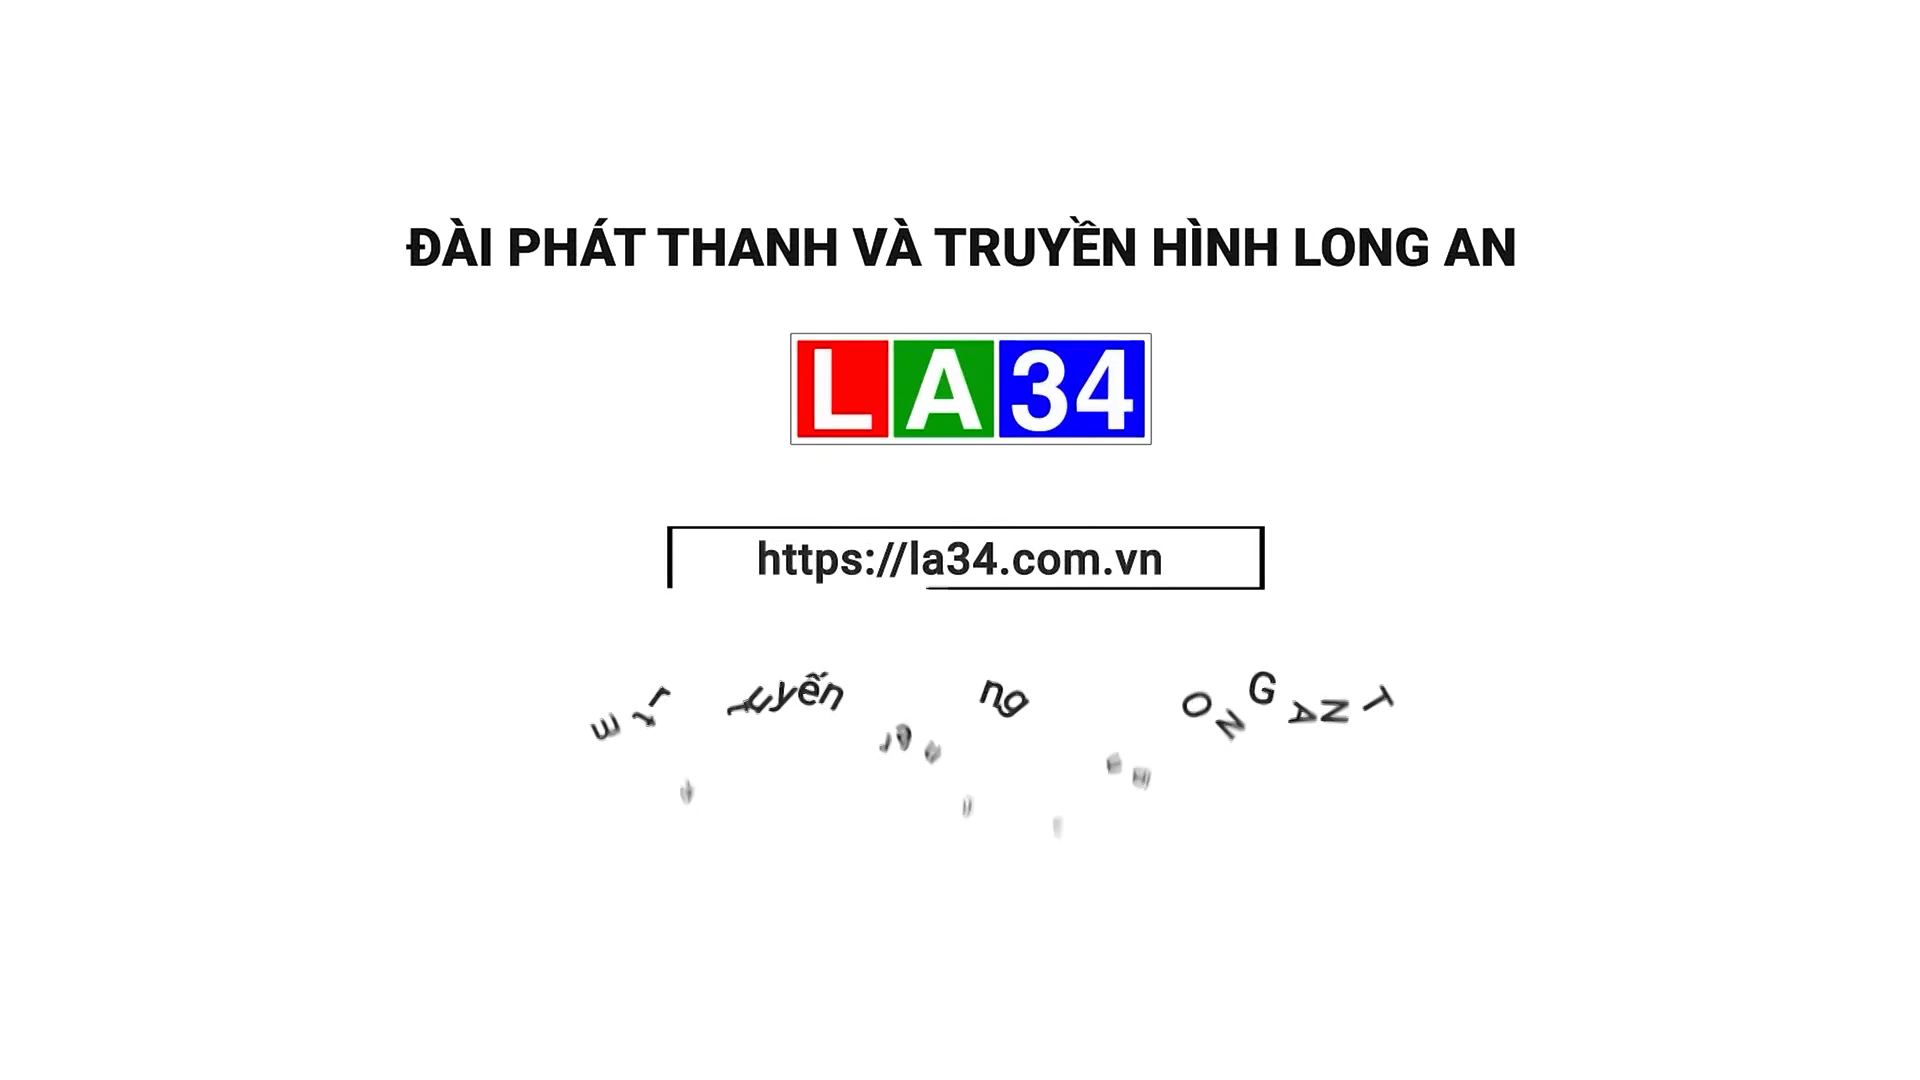 ĐÀI PHÁT THANH VÀ TRUYỀN HÌNH LONG AN
LA34
https://la34.com.vn